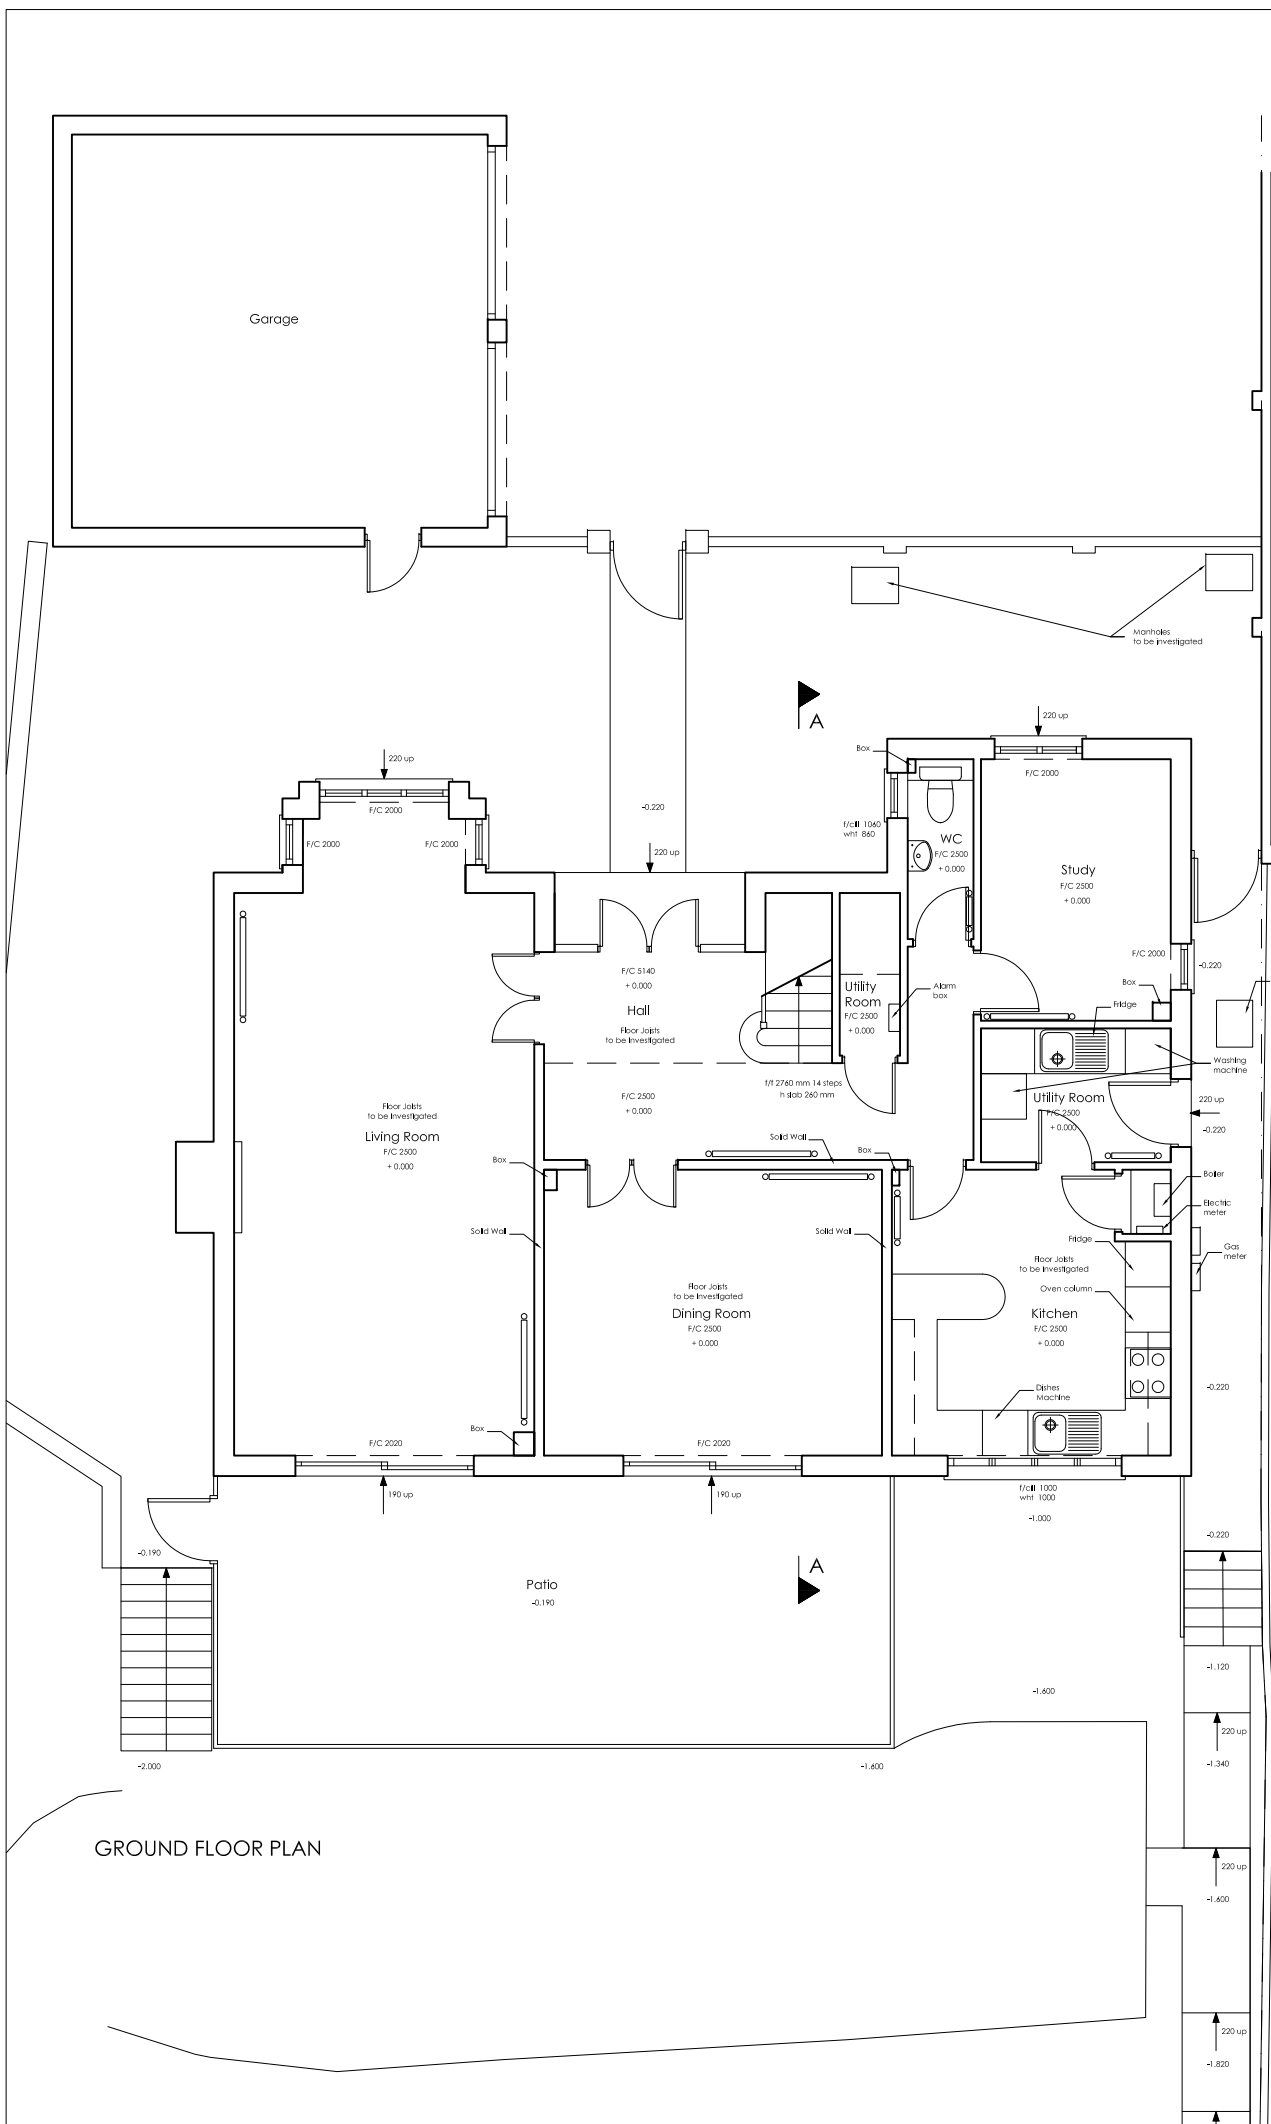 Garage
Manholes
to be investigated
A
220 up
Box
F/C 2000
220 up
F/C 2000
-0.220
f/cill 1060
wht 860
WC
F/C 2500
+ 0.000
F/C 2000
F/C 2000
220 up
Study
F/C 2500
+ 0.000
F/C 2000
-0.220
F/C 5140
+ 0.000
Hall
Floor Joists
to be investigated
Utility
Room
F/C 2500
+ 0.000
Alarm
box
Box
Fridge
Washing
machine
f/f 2760 mm 14 steps
h slab 260 mm
F/C 2500
+ 0.000
Utility Room
F/C 2500
+ 0.000
220 up
-0.220
Floor Joists
to be investigated
Living Room
F/C 2500
+ 0.000
Solid Wall
Box
Box
Boiler
Electric
meter
Solid Wall
Solid Wall
Fridge
Gas
meter
Floor Joists
to be investigated
Floor Joists
to be investigated
Oven column
Dining Room
F/C 2500
+ 0.000
Kitchen
F/C 2500
+ 0.000
Dishes
Machine
-0.220
Box
F/C 2020
F/C 2020
190 up
190 up
f/cill 1000
wht 1000
-1.000
-0.190
-0.220
A
Patio
-0.190
-1.120
-1.600
220 up
-2.000
-1.600
-1.340
GROUND FLOOR PLAN
220 up
-1.600
220 up
-1.820